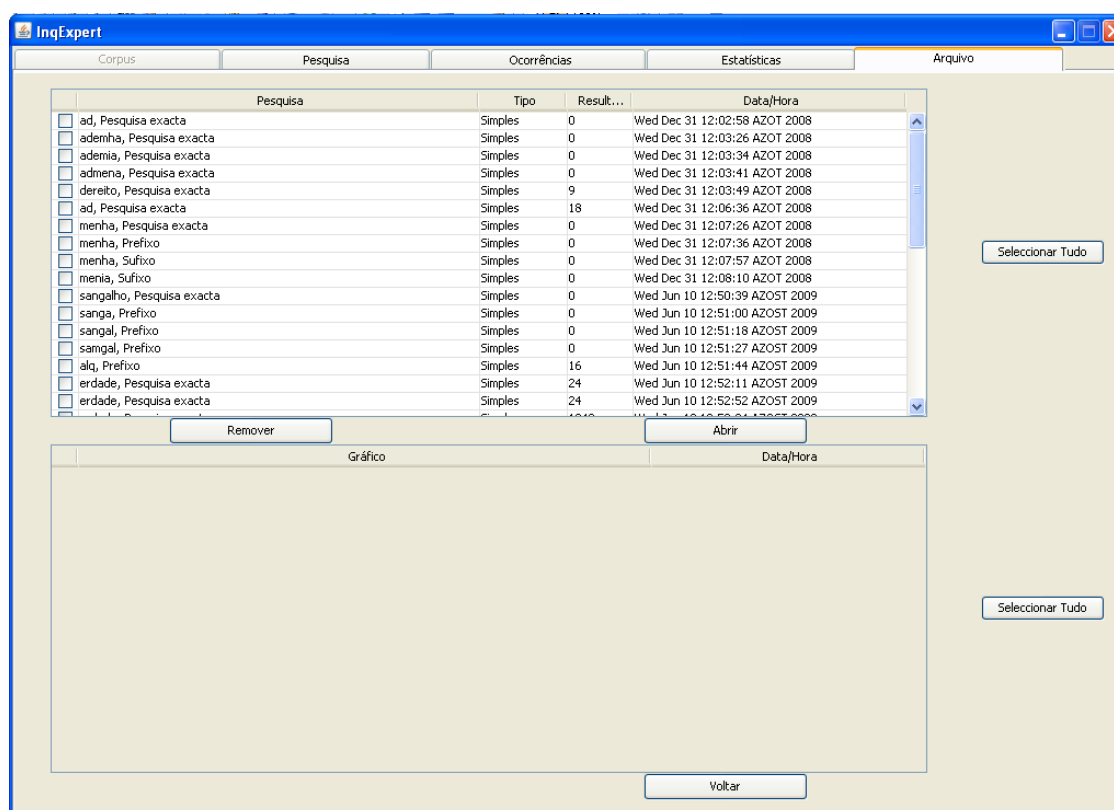 InqExpert
Corpus Pesquisa Ocorrências Estatísticas Arquivo
Pesquisa Tipo Result... Data/Hora
ad, Pesquisa exacta Simples 0 Wed Dec 31 12:02:58 AZOT 2008
ademha, Pesquisa exacta Simples 0 Wed Dec 31 12:03:26 AZOT 2008
ademia, Pesquisa exacta Simples 0 Wed Dec 31 12:03:34 AZOT 2008
admena, Pesquisa exacta Simples 0 Wed Dec 31 12:03:41 AZOT 2008
dereito, Pesquisa exacta Simples 9 Wed Dec 31 12:03:49 AZOT 2008
ad, Pesquisa exacta Simples 18 Wed Dec 31 12:06:36 AZOT 2008
menha, Pesquisa exacta Simples 0 Wed Dec 31 12:07:26 AZOT 2008
menha, Prefixo Simples 0 Wed Dec 31 12:07:36 AZOT 2008
menha, Sufixo Simples 0 Wed Dec 31 12:07:57 AZOT 2008
menia, Sufixo Simples 0 Wed Dec 31 12:08:10 AZOT 2008
sangalho, Pesquisa exacta Simples 0 Wed Jun 10 12:50:39 AZOST 2009
sanga, Prefixo Simples 0 Wed Jun 10 12:51:00 AZOST 2009
sangal, Prefixo Simples 0 Wed Jun 10 12:51:18 AZOST 2009
samgal, Prefixo Simples 0 Wed Jun 10 12:51:27 AZOST 2009
alq, Prefixo Simples 16 Wed Jun 10 12:51:44 AZOST 2009
erdade, Pesquisa exacta Simples 24 Wed Jun 10 12:52:11 AZOST 2009
erdade, Pesquisa exacta Simples 24 Wed Jun 10 12:52:52 AZOST 2009
Seleccionar Tudo
Remover Abrir
Gráfico Data/Hora
Seleccionar Tudo
Voltar